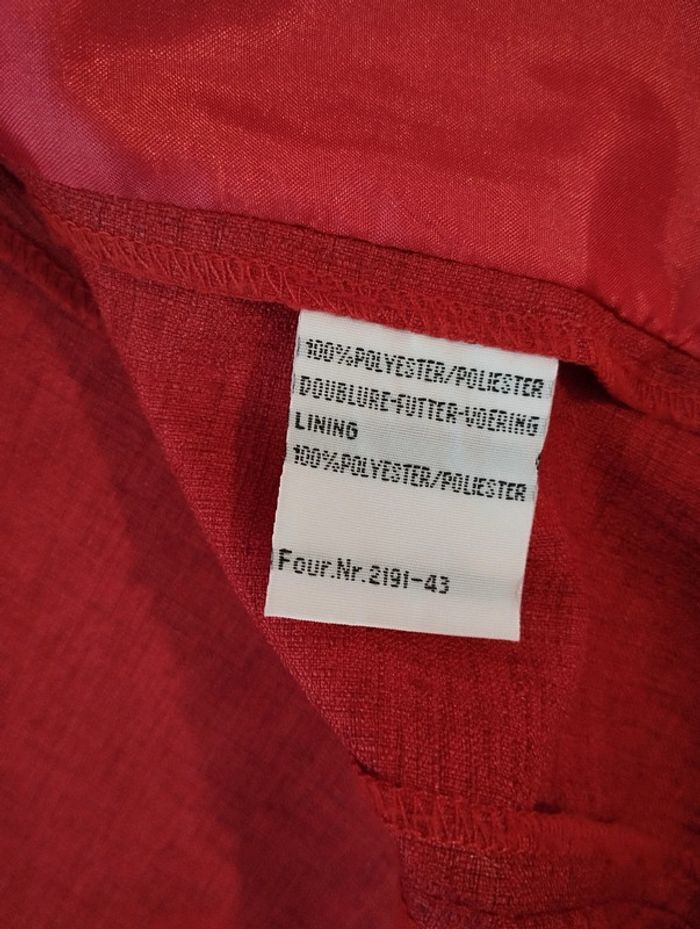 100%POLYESTER/POLIESTER
DOUBLURE-FUTTER-VOERING
LINING
100%POLYESTER/POLIESTER
Four.Nr.2191-43